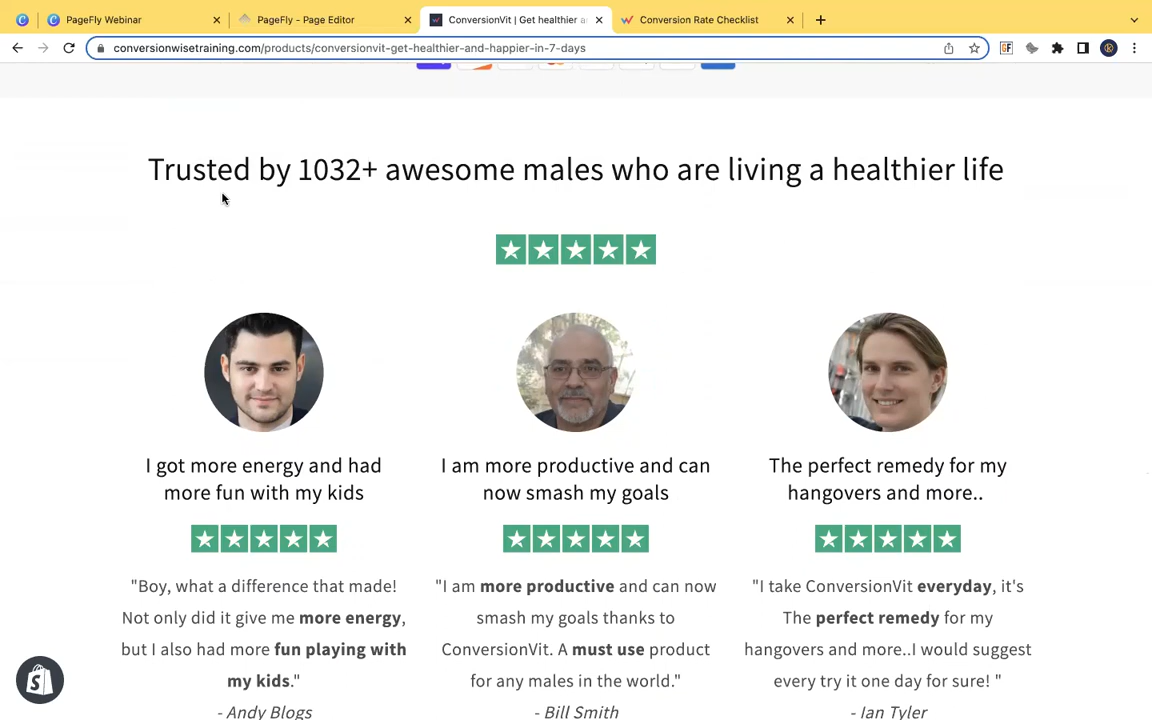 PageFly Webinar
PageFly - Page Editor
ConversionVit | Get healthier a
Conversion Rate Checklist
conversionwisetraining.com/products/conversionvit-get-healthier-and-happier-in-7-days
GF
Trusted by 1032+ awesome males who are living a healthier life
I got more energy and had
more fun with my kids
"Boy, what a difference that made!
Not only did it give me more energy,
but I also had more fun playing with
my kids."
- Andy Blogs
I am more productive and can
now smash my goals
"I am more productive and can now
smash my goals thanks to
ConversionVit. A must use product
for any males in the world."
- Bill Smith
The perfect remedy for my
hangovers and more..
"I take ConversionVit everyday, it's
The perfect remedy for my
hangovers and more..I would suggest
every try it one day for sure! "
- Ian Tyler